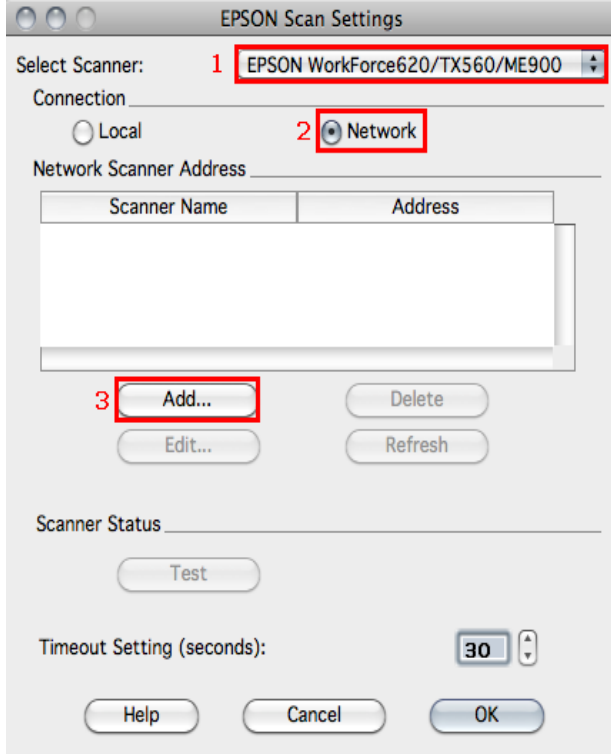 EPSON Scan Settings
Select Scanner: 1 EPSON WorkForce620/TX560/ME900
Connection
Local 2 Network
Network Scanner Address
Scanner Name Address
3 Add... Delete
Edit... Refresh
Scanner Status
Test
Timeout Setting (seconds): 30
Help Cancel OK